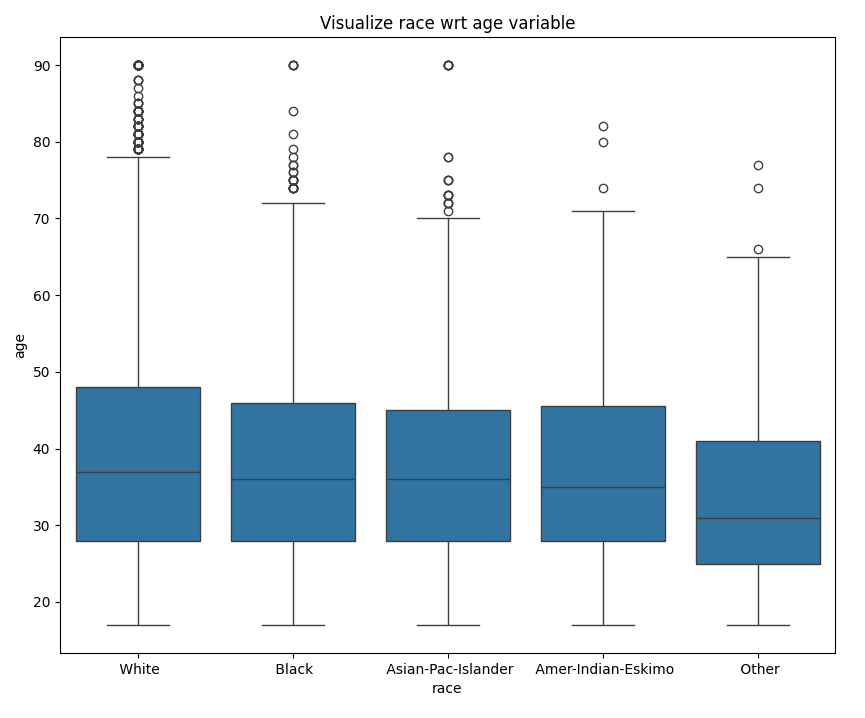 Visualize race wrt age variable
90
80
70
60
50
40
30
20
age
White Black Asian-Pac-Islander Amer-Indian-Eskimo Other
race